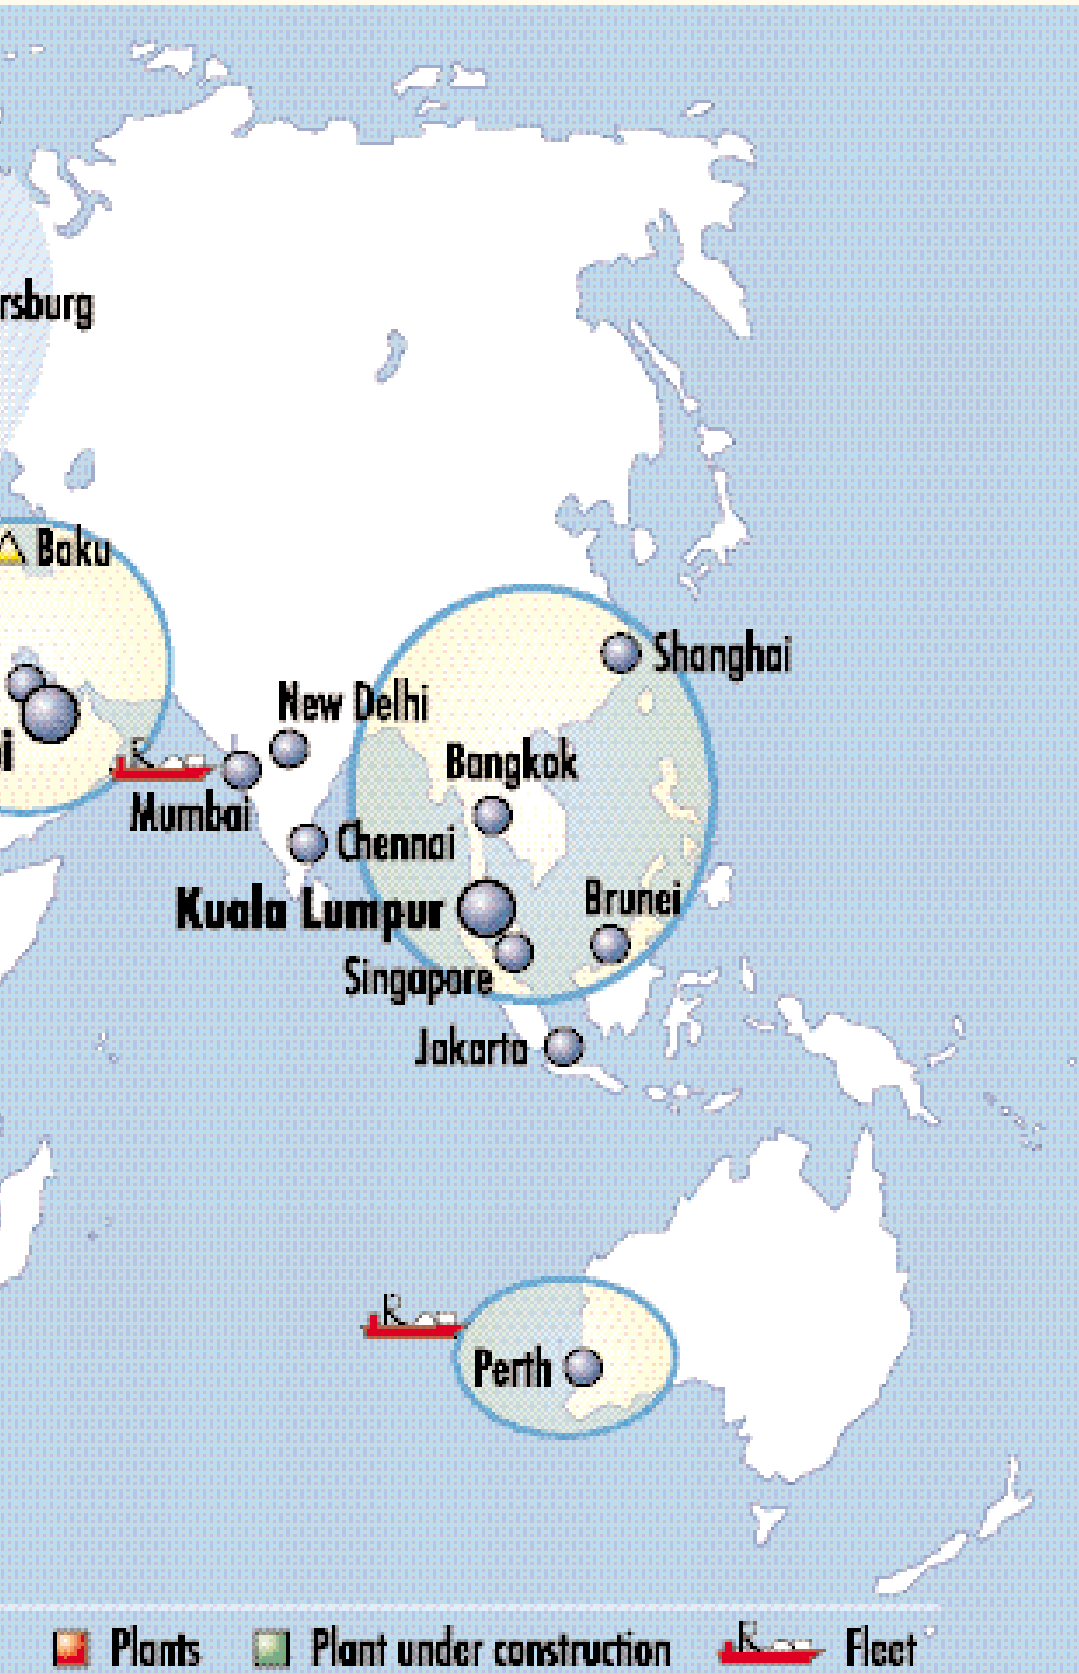 rsburg
Baku
Shanghai
New Delhi
Bangkok
i
Mumbai
Chennai
Kuala Lumpur
Brunei
Singapore
Jakarta
Perth
Plants
Plant under construction
Fleet